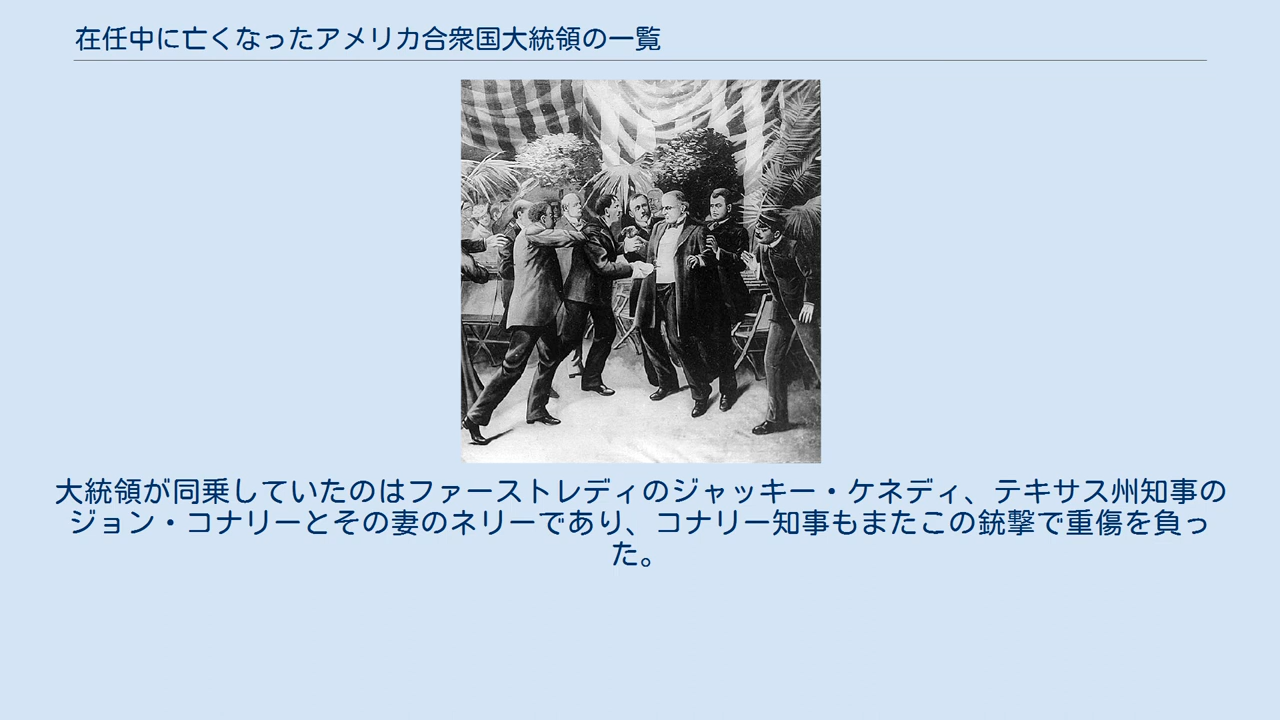 在任中に亡くなったアメリカ合衆国大統領の一覧
大統領が同乗していたのはファーストレディのジャッキー・ケネディ、テキサス州知事の
ジョン・コナリーとその妻のネリーであり、コナリー知事もまたこの銃撃で重傷を負っ
た。